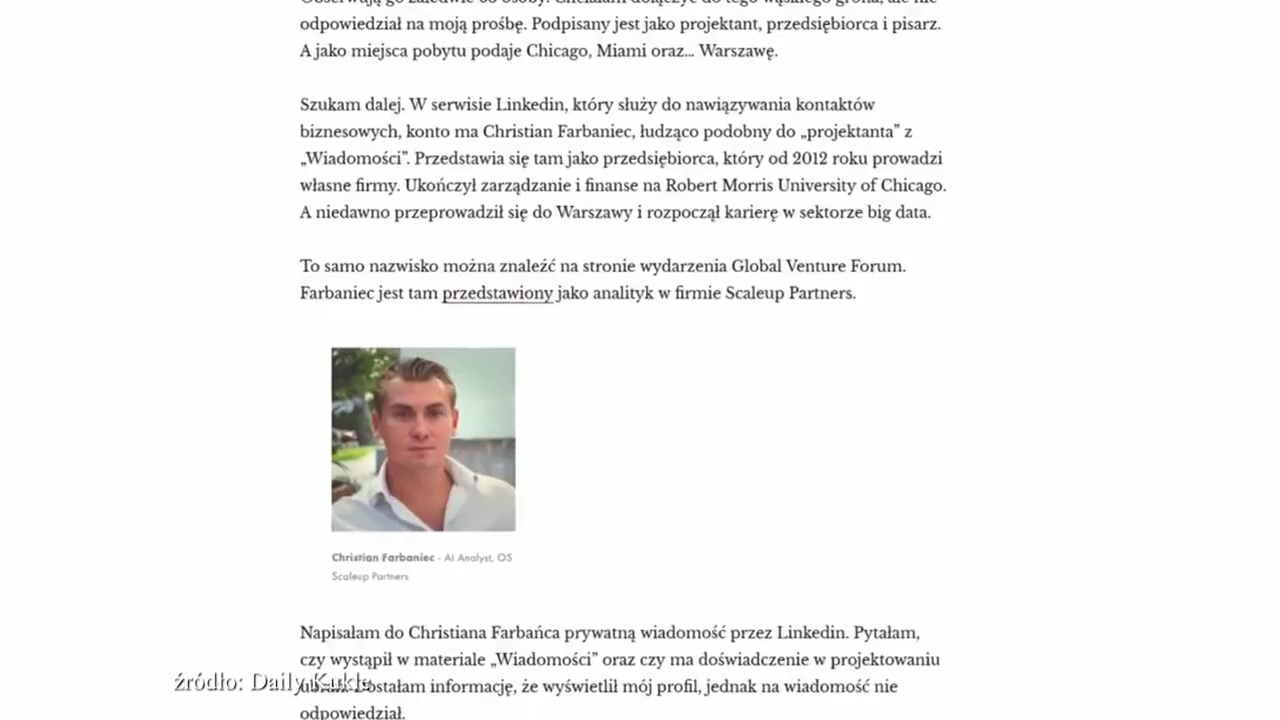 odpowiedział na moją prośbę. Podpisany jest jako projektant, przedsiębiorca i pisarz.
A jako miejsca pobytu podaje Chicago, Miami oraz... Warszawę.
Szukam dalej. W serwisie Linkedin, który służy do nawiązywania kontaktów
biznesowych, konto ma Christian Farbaniec, łudząco podobny do „projektanta” z
„Wiadomości”. Przedstawia się tam jako przedsiębiorca, który od 2012 roku prowadzi
własne firmy. Ukończył zarządzanie i finanse na Robert Morris University of Chicago.
A niedawno przeprowadził się do Warszawy i rozpoczął karierę w sektorze big data.
To samo nazwisko można znaleźć na stronie wydarzenia Global Venture Forum.
Farbaniec jest tam przedstawiony jako analityk w firmie Scaleup Partners.
Christian Farbaniec - AI Analyst, OS
Scaleup Partners
Napisałam do Christiana Farbańca prywatną wiadomość przez Linkedin. Pytałam,
czy wystąpił w materiale „Wiadomości” oraz czy ma doświadczenie w projektowaniu
źródło: Daily Kukle
Dostałam informację, że wyświetlił mój profil, jednak na wiadomość nie
odpowiedział.